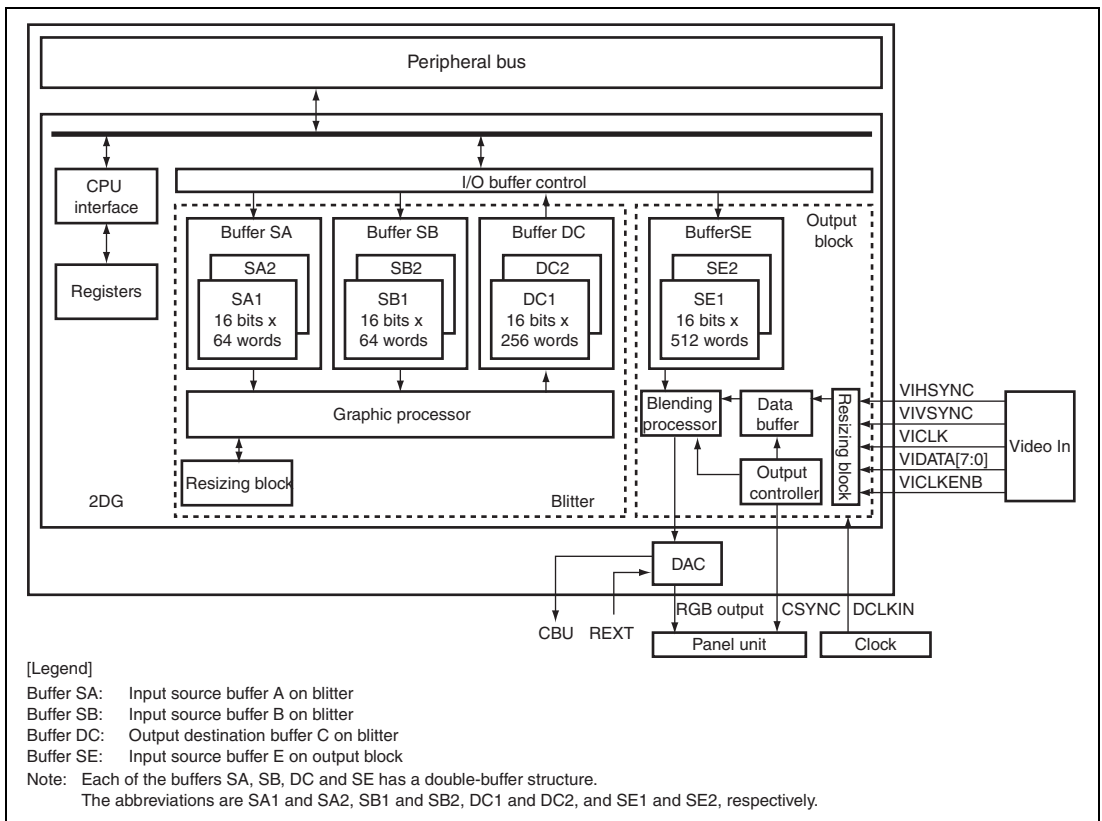 Peripheral bus
CPU
interface
Registers
I/O buffer control
Buffer SA
SA2
SA1
16 bits x
64 words
Buffer SB
SB2
SB1
16 bits x
64 words
Buffer DC
DC2
DC1
16 bits x
256 words
BufferSE
SE2
SE1
16 bits x
512 words
Output
block
Graphic processor
Resizing block
2DG
Blitter
Blending
processor
Data
buffer
Output
controller
Resizing block
VIHSYNC
VIVSYNC
VICLK
VIDATA[7:0]
VICLKENB
Video In
DAC
CBU
REXT
RGB output
CSYNC
DCLKIN
Panel unit
Clock
[Legend]
Buffer SA: Input source buffer A on blitter
Buffer SB: Input source buffer B on blitter
Buffer DC: Output destination buffer C on blitter
Buffer SE: Input source buffer E on output block
Note: Each of the buffers SA, SB, DC and SE has a double-buffer structure.
The abbreviations are SA1 and SA2, SB1 and SB2, DC1 and DC2, and SE1 and SE2, respectively.